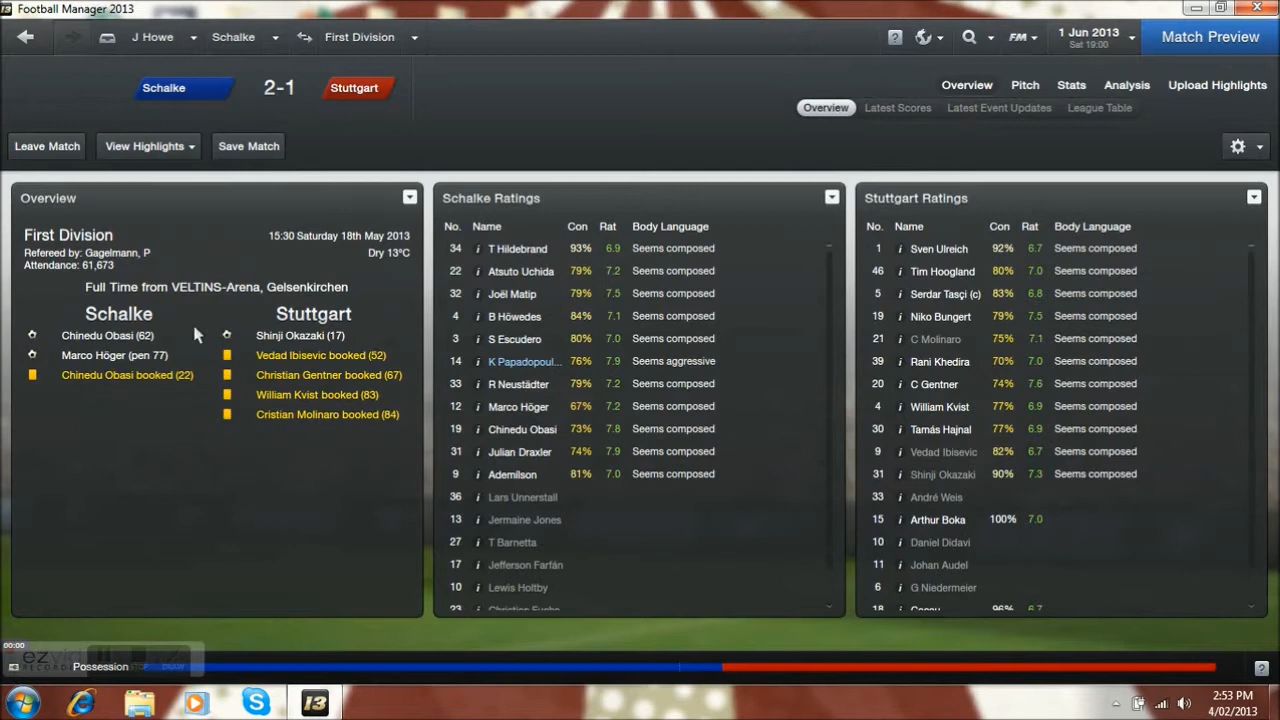 Football Manager 2013
J Howe
Schalke
First Division
FM
1 Jun 2013
Sat 19:00
Match Preview
Schalke
2-1
Stuttgart
Overview
Pitch
Stats
Analysis
Upload Highlights
Overview
Latest Scores
Latest Event Updates
League Table
Leave Match
View Highlights
Save Match
Overview
First Division
15:30 Saturday 18th May 2013
Refereed by: Gagelmann, P
Dry 13°C
Attendance: 61,673
Full Time from VELTINS-Arena, Gelsenkirchen
Schalke
Stuttgart
Chinedu Obasi (62)
Shinji Okazaki (17)
Marco Höger (pen 77)
Vedad Ibisevic booked (52)
Chinedu Obasi booked (22)
Christian Gentner booked (67)
William Kvist booked (83)
Cristian Molinaro booked (84)
Schalke Ratings
No. Name Con Rat Body Language
34 i T Hildebrand 93% 6.9 Seems composed
22 i Atsuto Uchida 79% 7.2 Seems composed
32 i Joël Matip 79% 7.5 Seems composed
4 i B Höwedes 84% 7.1 Seems composed
3 i S Escudero 80% 7.0 Seems composed
14 i K Papadopoul... 76% 7.9 Seems aggressive
33 i R Neustädter 79% 7.2 Seems composed
12 i Marco Höger 67% 7.2 Seems composed
19 i Chinedu Obasi 73% 7.8 Seems composed
31 i Julian Draxler 74% 7.9 Seems composed
9 i Ademilson 81% 7.0 Seems composed
36 i Lars Unnerstall
13 i Jermaine Jones
27 i T Barnetta
17 i Jefferson Farfán
10 i Lewis Holtby
23 i Christian Fuchs
Stuttgart Ratings
No. Name Con Rat Body Language
1 i Sven Ulreich 92% 6.7 Seems composed
46 i Tim Hoogland 80% 7.0 Seems composed
5 i Serdar Tasçi (c) 83% 6.8 Seems composed
19 i Niko Bungert 79% 7.5 Seems composed
21 i C Molinaro 75% 7.1 Seems composed
39 i Rani Khedira 70% 7.0 Seems composed
20 i C Gentner 74% 7.6 Seems composed
4 i William Kvist 77% 6.9 Seems composed
30 i Tamás Hajnal 77% 6.9 Seems composed
9 i Vedad Ibisevic 82% 6.7 Seems composed
31 i Shinji Okazaki 90% 7.3 Seems composed
33 i André Weis
15 i Arthur Boka 100% 7.0
10 i Daniel Didavi
11 i Johan Audel
6 i G Niedermeier
18 i Cacau 96% 6.7
00:00
ezvid
RECORDER
STOP
DRAW
Possession
13
2:53 PM
4/02/2013